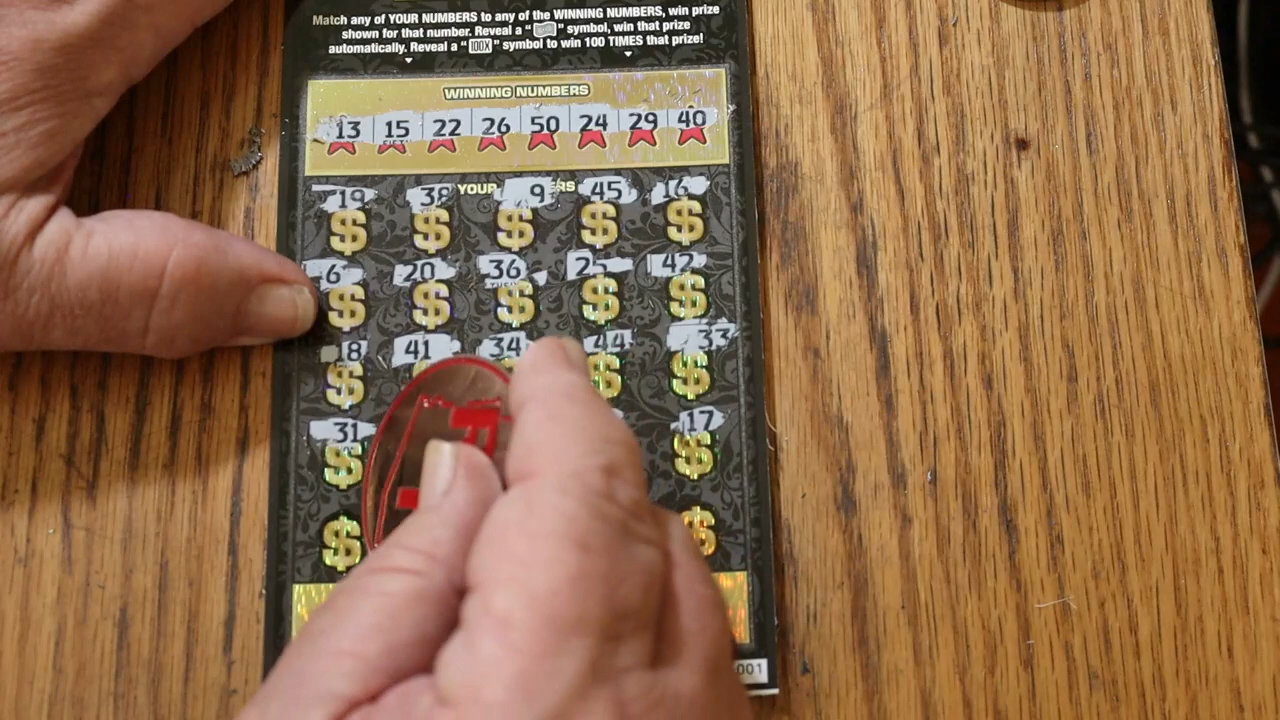 Match any of YOUR NUMBERS to any of the WINNING NUMBERS, win prize
shown for that number. Reveal a " " symbol, win that prize
automatically. Reveal a "100X" symbol to win 100 TIMES that prize!
WINNING NUMBERS
13 15 22 26 50 24 29 40
YOUR
19 38 9 45 16
$ $ $ $ $
6 20 36 25 42
$ $ $ $ $
18 41 34 44 33
$ $ $
31 17
$ $
$ $
001